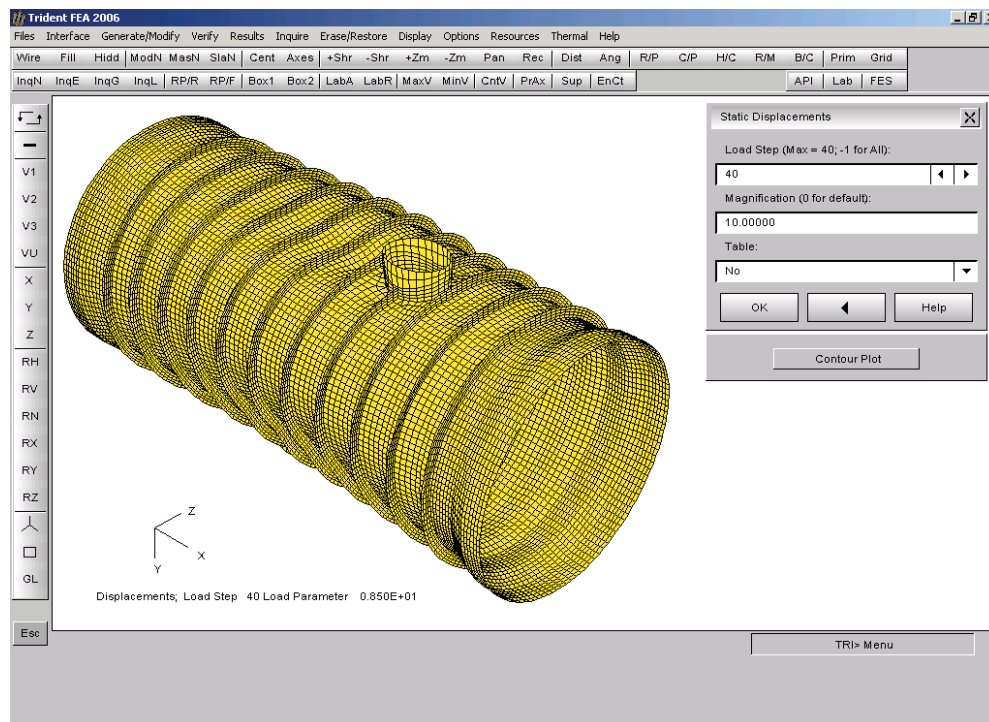 Trident FEA 2006
Files Interface Generate/Modify Verify Results Inquire Erase/Restore Display Options Resources Thermal Help
Wire Fill Hidd ModN MasN SlaN Cent Axes +Shr -Shr +Zm -Zm Pan Rec Dist Ang R/P C/P H/C R/M B/C Prim Grid
InqN InqE InqG InqL RP/R RP/F Box1 Box2 LabA LabR MaxV MinV CntV PrAx Sup EnCt API Lab FES
V1
V2
V3
VU
X
Y
Z
RH
RV
RN
RX
RY
RZ
GL
Esc
Static Displacements
Load Step (Max = 40; -1 for All):
40
Magnification (0 for default):
10.00000
Table:
No
OK Help
Contour Plot
Z
X
Y
Displacements; Load Step 40 Load Parameter 0.850E+01
TRI> Menu